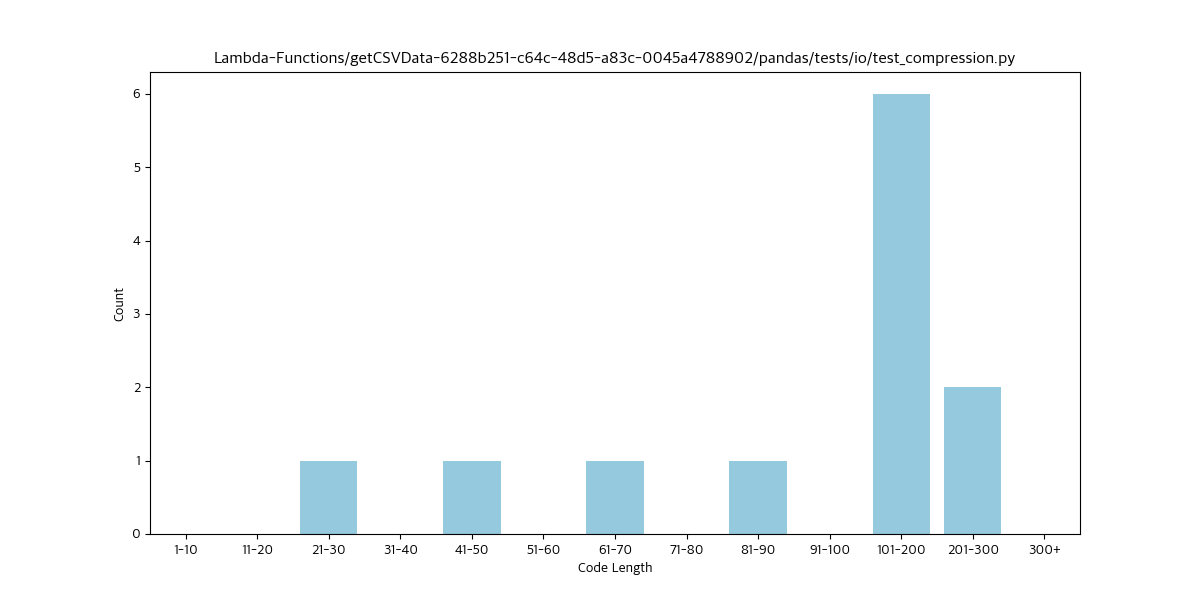 Lambda-Functions/getCSVData-6288b251-c64c-48d5-a83c-0045a4788902/pandas/tests/io/test_compression.py
6
5
4
3
2
1
0
Count
1-10 11-20 21-30 31-40 41-50 51-60 61-70 71-80 81-90 91-100 101-200 201-300 300+
Code Length